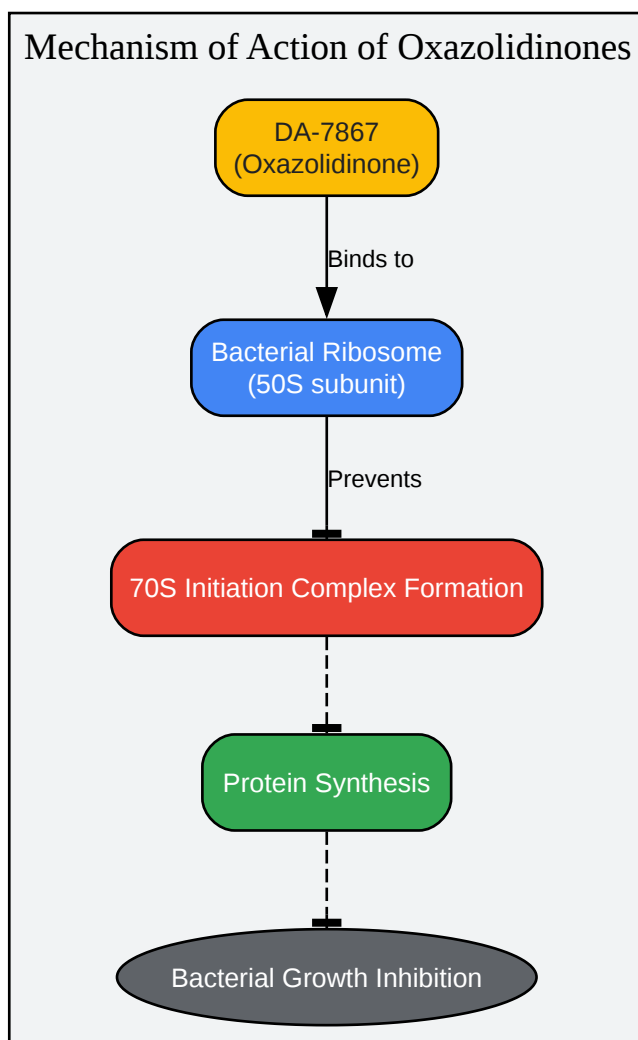 Mechanism of Action of Oxazolidinones
DA-7867
(Oxazolidinone)
Binds to
Bacterial Ribosome
(50S subunit)
Prevents
70S Initiation Complex Formation
Protein Synthesis
Bacterial Growth Inhibition